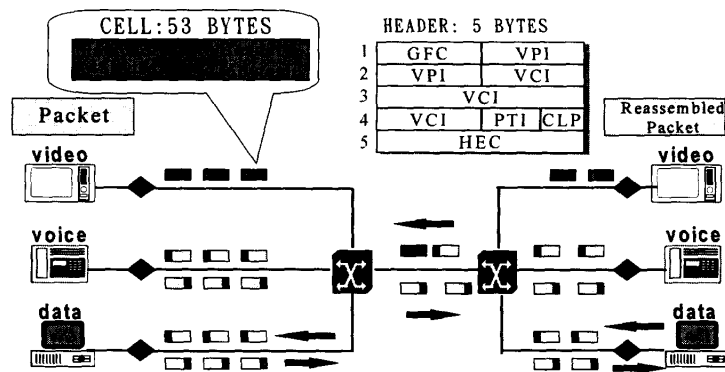 CELL:53 BYTES
HEADER: 5 BYTES
1 GFC VPI
2 VPI VCI
3 VCI
4 VCI PTI CLP
5 HEC
Packet
Reassembled
Packet
video
video
voice
voice
data
data